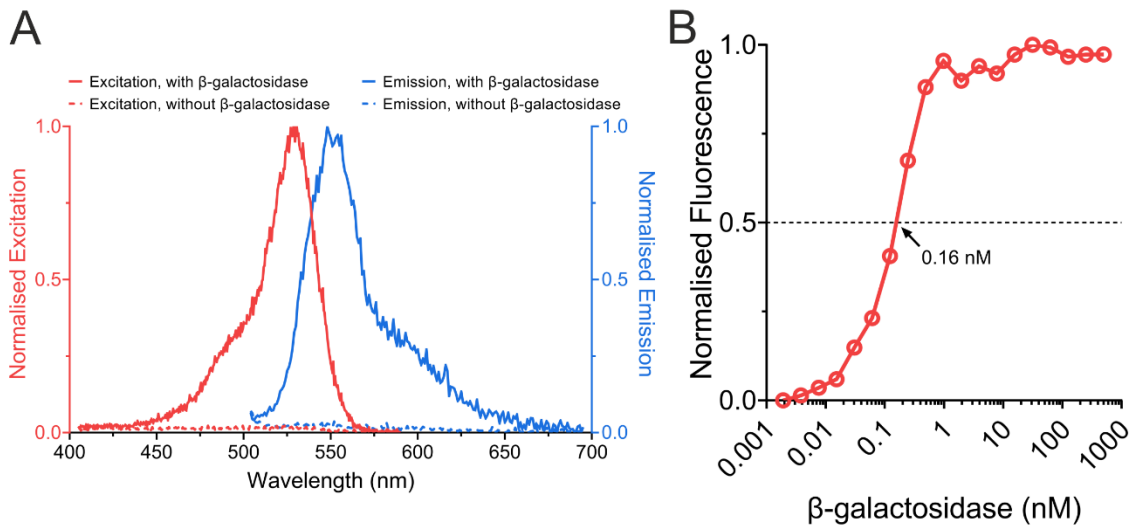 A
Excitation, with β-galactosidase
Emission, with β-galactosidase
Excitation, without β-galactosidase
Emission, without β-galactosidase
1.0
0.5
0.0
Normalised Excitation
1.0
0.5
0.0
Normalised Emission
400 450 500 550 600 650 700
Wavelength (nm)
B
1.0
0.5
0.0
Normalised Fluorescence
0.16 nM
0.001 0.01 0.1 1 10 100 1000
β-galactosidase (nM)